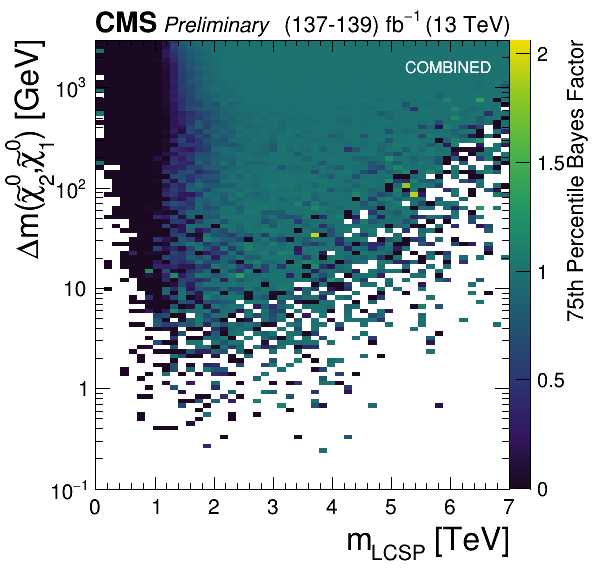 CMS Preliminary (137-139) fb⁻¹ (13 TeV)
COMBINED
Δm(χ̃⁰₂,χ̃⁰₁) [GeV]
10³
10²
10
1
10⁻¹
0 1 2 3 4 5 6 7
m_LCSP [TeV]
2
1.5
1
0.5
0
75th Percentile Bayes Factor